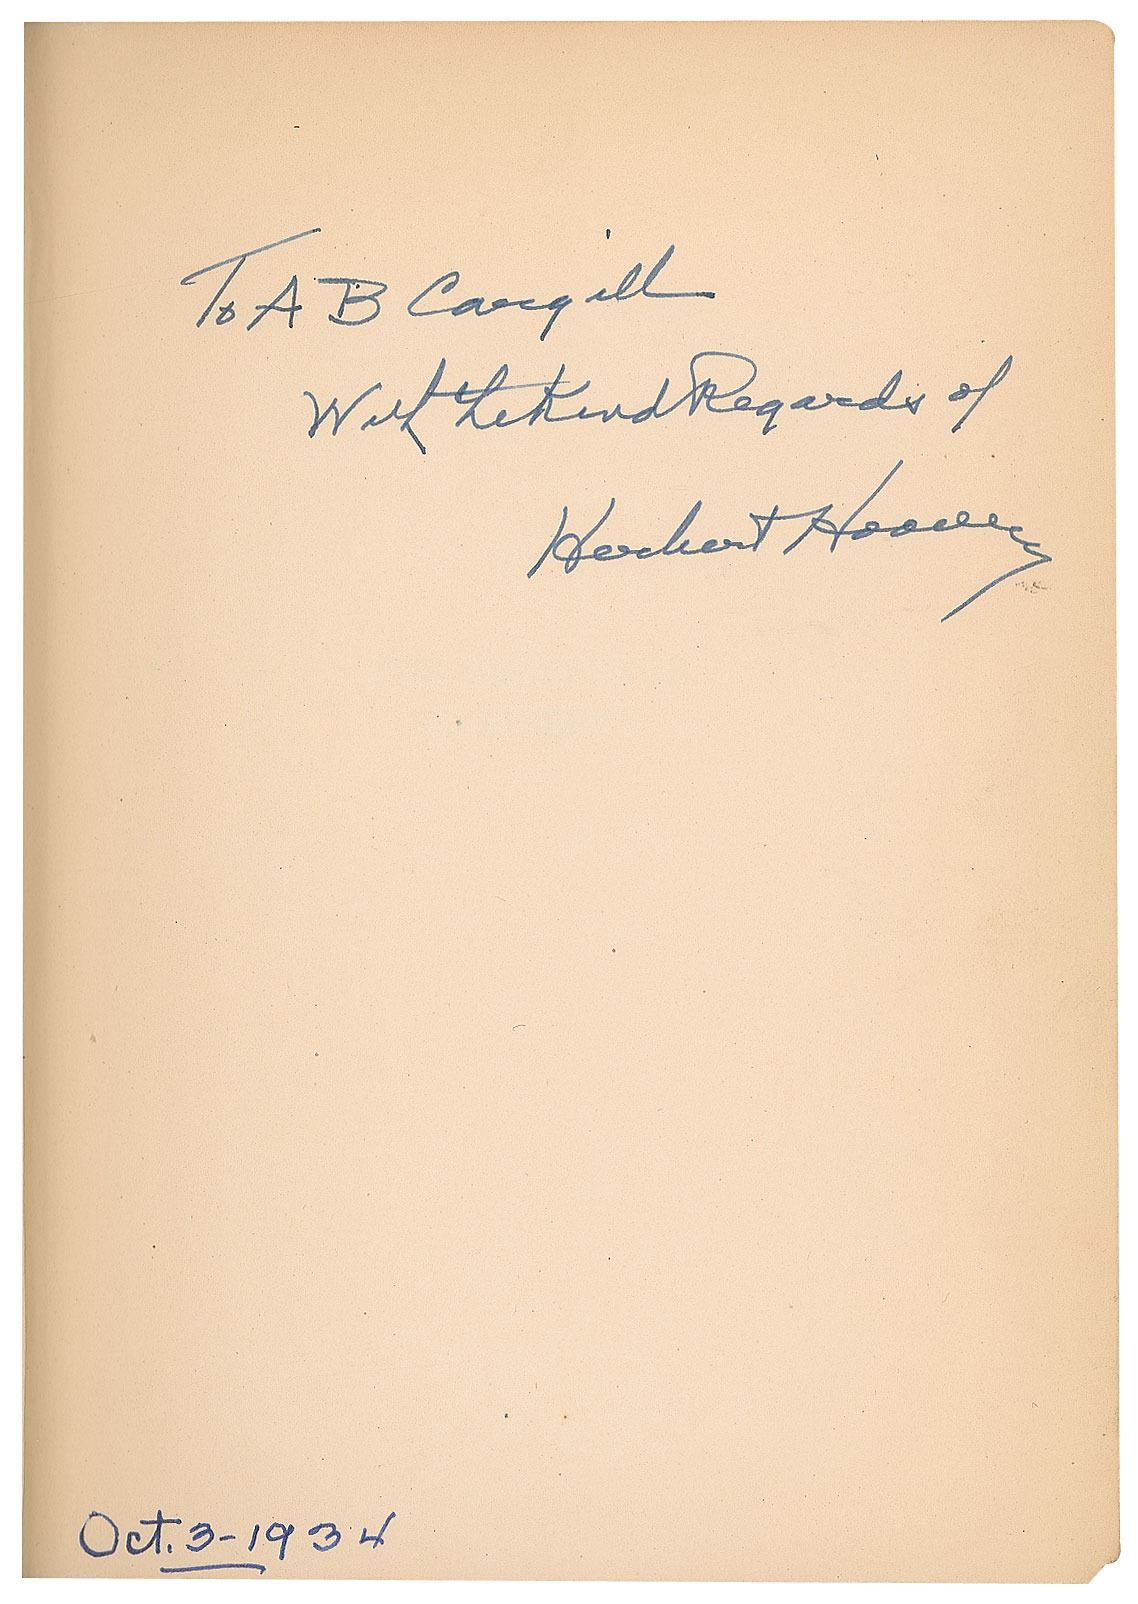 To A B Cargill
With the Kind Regards of
Herbert Hoover
Oct. 3-1934